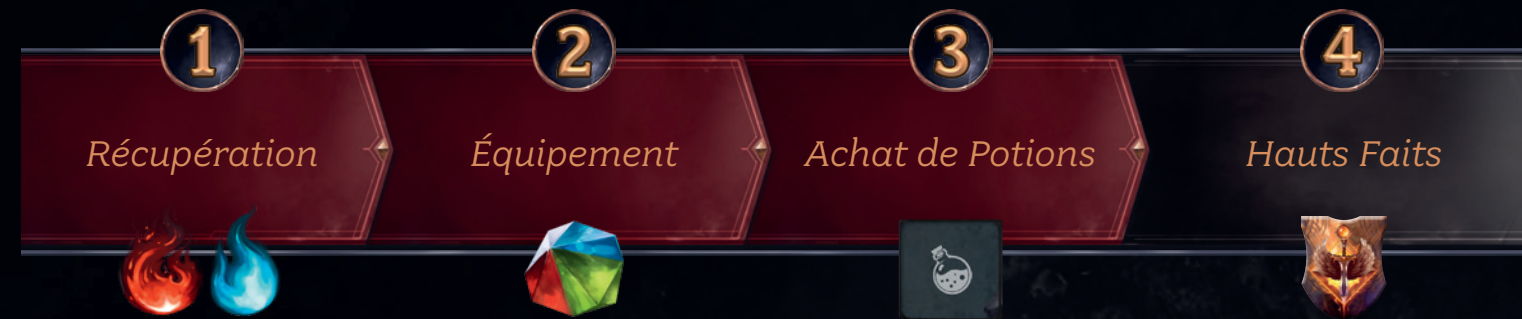 1
2
3
4
Récupération
Équipement
Achat de Potions
Hauts Faits